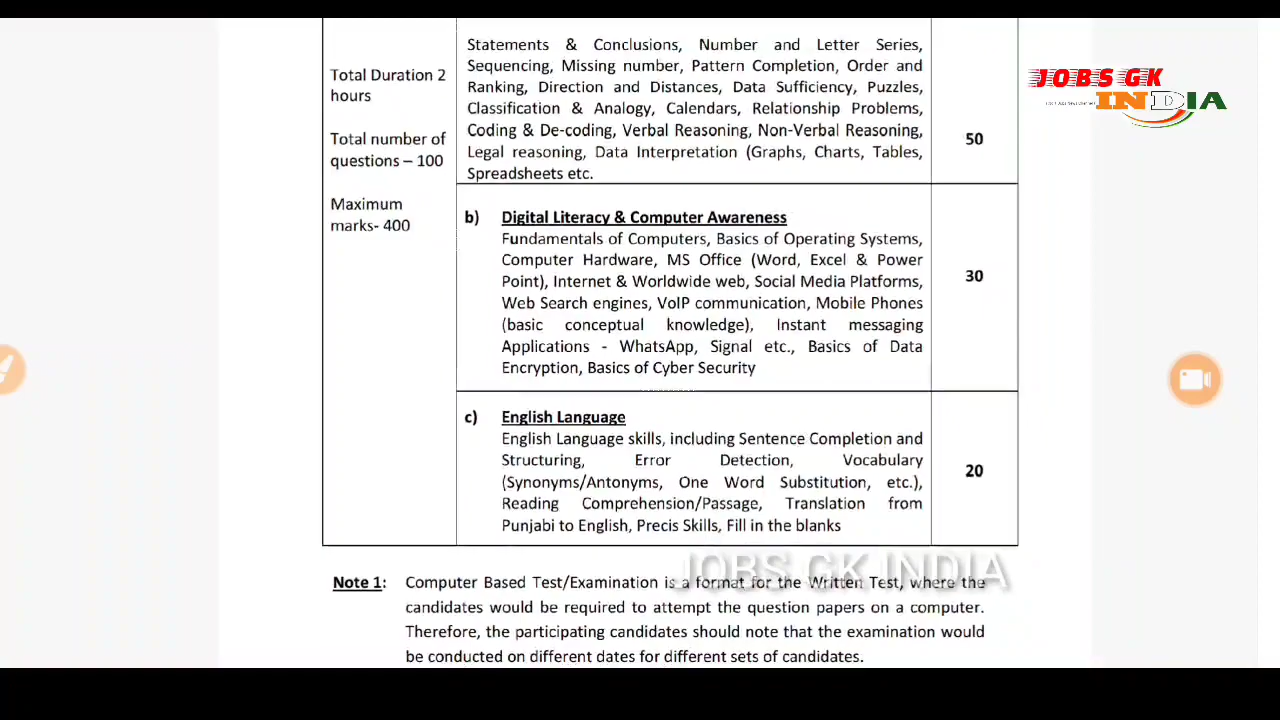 Statements & Conclusions, Number and Letter Series,
Sequencing, Missing number, Pattern Completion, Order and
Ranking, Direction and Distances, Data Sufficiency, Puzzles,
Classification & Analogy, Calendars, Relationship Problems,
Coding & De-coding, Verbal Reasoning, Non-Verbal Reasoning,
Legal reasoning, Data Interpretation (Graphs, Charts, Tables,
Spreadsheets etc.
Total Duration 2
hours
Total number of
questions – 100
Maximum
marks- 400
50
b) Digital Literacy & Computer Awareness
Fundamentals of Computers, Basics of Operating Systems,
Computer Hardware, MS Office (Word, Excel & Power
Point), Internet & Worldwide web, Social Media Platforms,
Web Search engines, VoIP communication, Mobile Phones
(basic conceptual knowledge), Instant messaging
Applications - WhatsApp, Signal etc., Basics of Data
Encryption, Basics of Cyber Security
30
c) English Language
English Language skills, including Sentence Completion and
Structuring, Error Detection, Vocabulary
(Synonyms/Antonyms, One Word Substitution, etc.),
Reading Comprehension/Passage, Translation from
Punjabi to English, Precis Skills, Fill in the blanks
20
Note 1: Computer Based Test/Examination is a format for the Written Test, where the
candidates would be required to attempt the question papers on a computer.
Therefore, the participating candidates should note that the examination would
be conducted on different dates for different sets of candidates.
JOBS GK INDIA
JOBS GK
INDIA